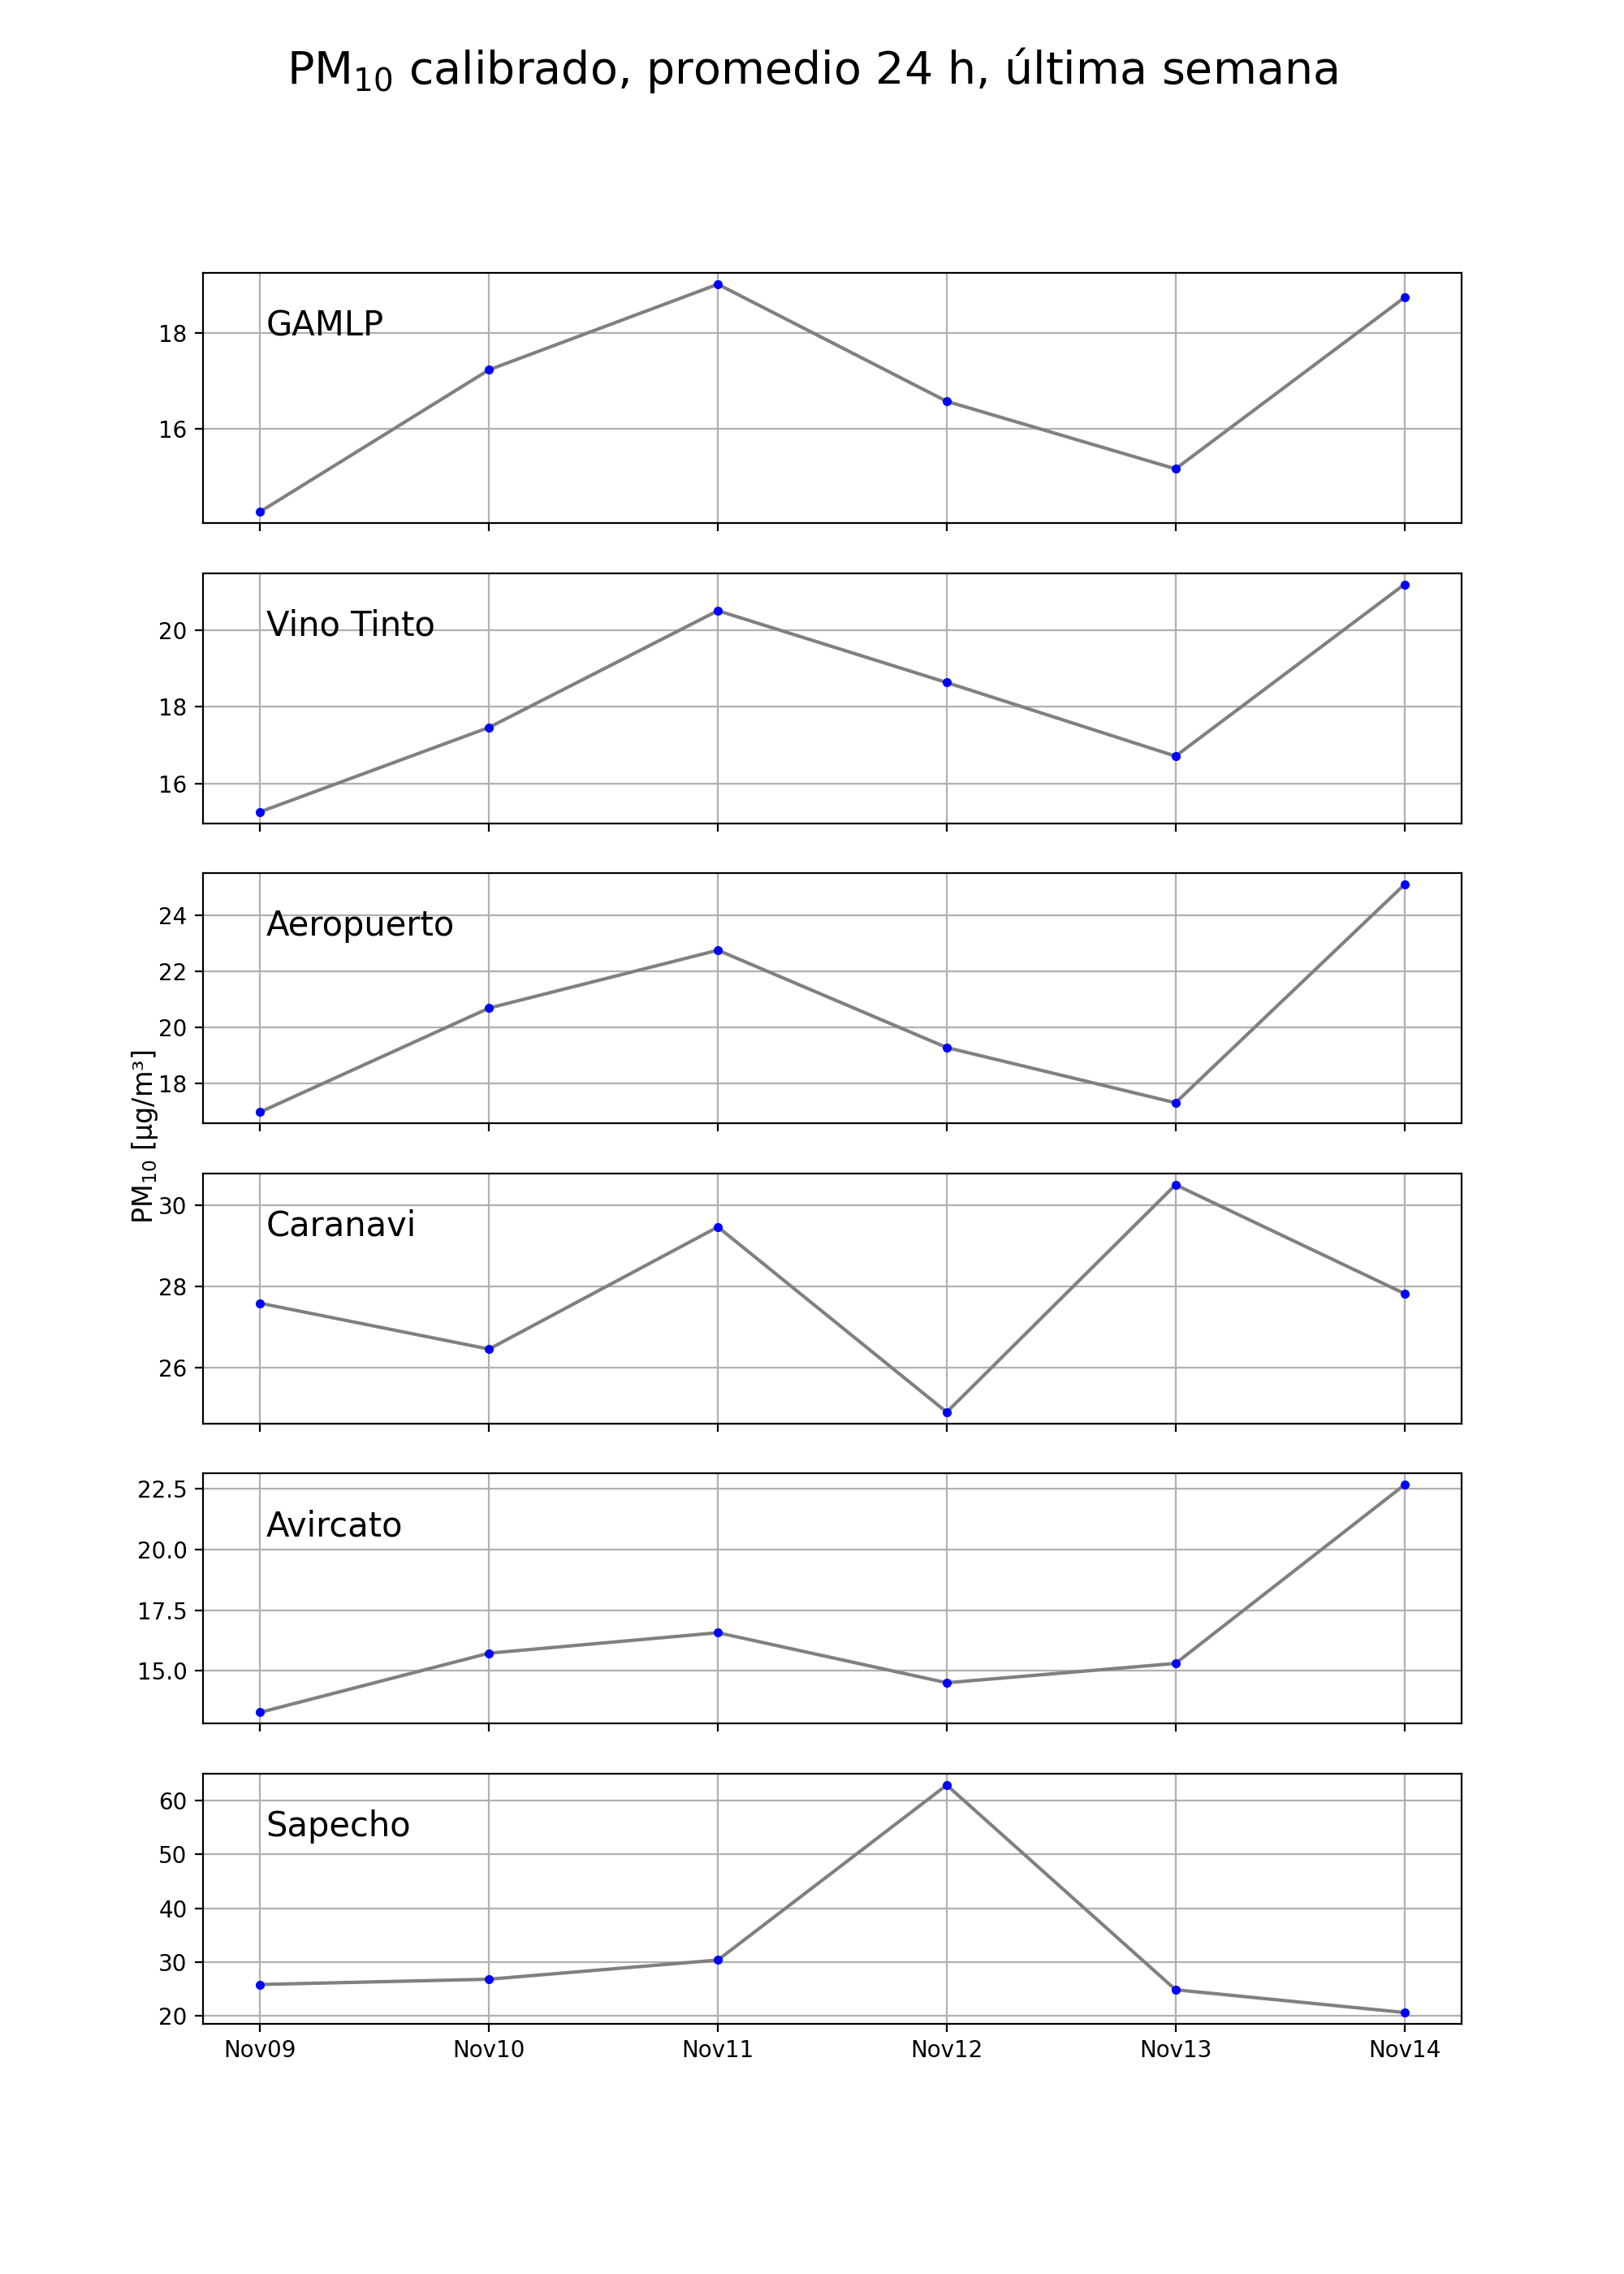 PM₁₀ calibrado, promedio 24 h, última semana
GAMLP
18
16
Vino Tinto
20
18
16
Aeropuerto
24
22
20
18
PM₁₀ [µg/m³]
Caranavi
30
28
26
Avircato
22.5
20.0
17.5
15.0
Sapecho
60
50
40
30
20
Nov09 Nov10 Nov11 Nov12 Nov13 Nov14